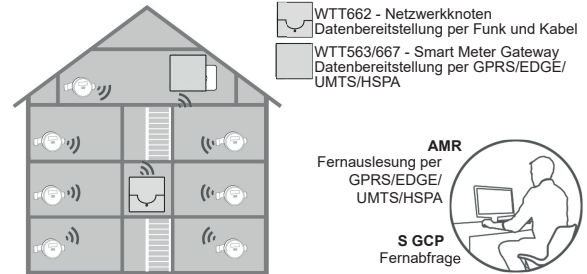 WTT662 - Netzwerkknoten
Datenbereitstellung per Funk und Kabel
WTT563/667 - Smart Meter Gateway
Datenbereitstellung per GPRS/EDGE/
UMTS/HSPA
AMR
Fernauslesung per
GPRS/EDGE/
UMTS/HSPA
S GCP
Fernabfrage